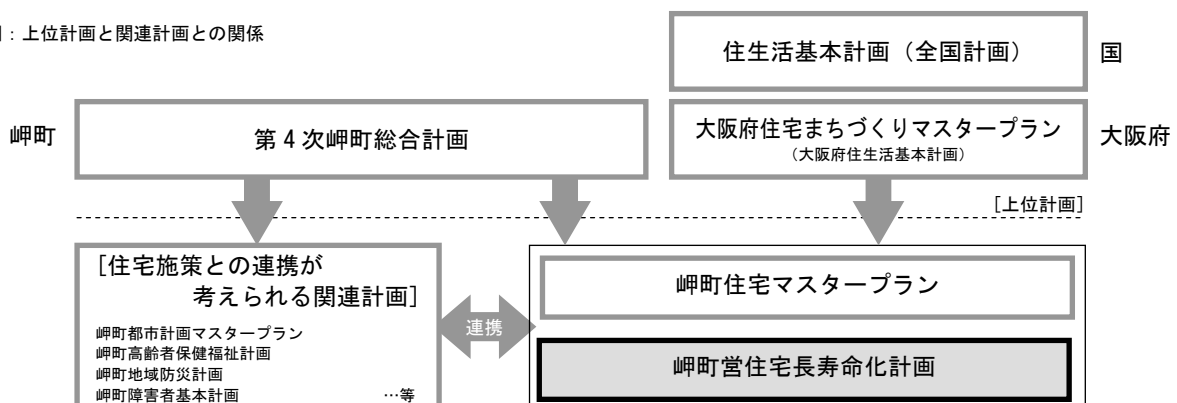 ：上位計画と関連計画との関係
住生活基本計画（全国計画）
国
岬町
第４次岬町総合計画
大阪府住宅まちづくりマスタープラン
（大阪府住生活基本計画）
大阪府
[上位計画]
[住宅施策との連携が
考えられる関連計画]
岬町都市計画マスタープラン
岬町高齢者保健福祉計画
岬町地域防災計画
岬町障害者基本計画 …等
連携
岬町住宅マスタープラン
岬町営住宅長寿命化計画